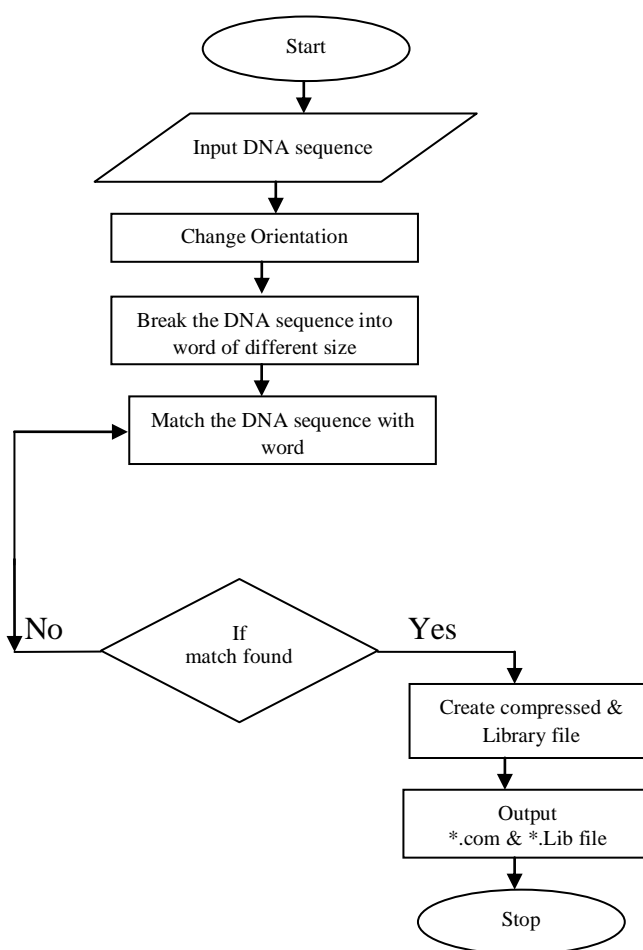 Start
Input DNA sequence
Change Orientation
Break the DNA sequence into
word of different size
Match the DNA sequence with
word
No
If
match found
Yes
Create compressed &
Library file
Output
*.com & *.Lib file
Stop